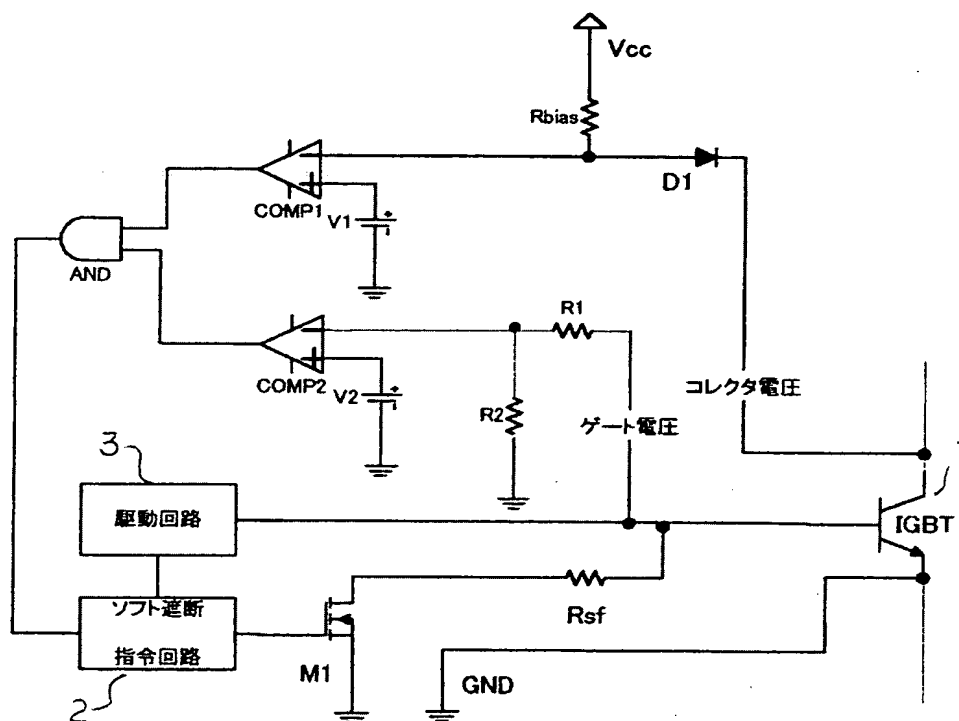 Vcc
Rbias
D1
COMP1
V1
AND
R1
COMP2
V2
R2
コレクタ電圧
ゲート電圧
3
駆動回路
1
IGBT
ソフト遮断
指令回路
Rsf
M1
GND
2